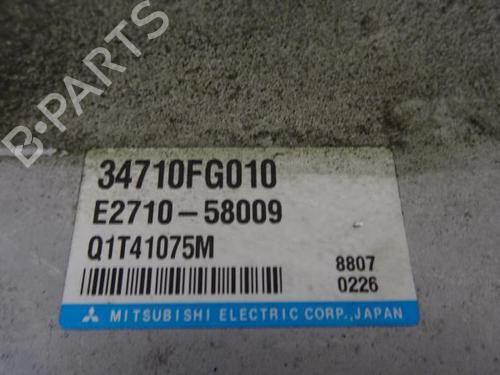 B-PARTS
34710FG010
E2710-58009
Q1T41075M
8807
0226
MITSUBISHI ELECTRIC CORP., JAPAN